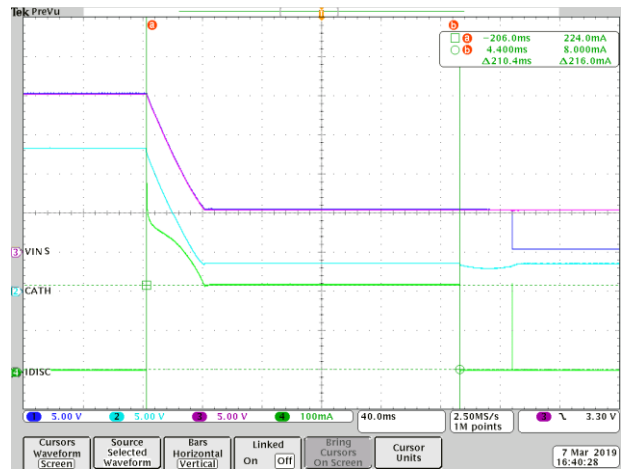 Tek PreVu
a
b
a −206.0ms 224.0mA
b 4.400ms 8.000mA
Δ210.4ms Δ216.0mA
3 VINS
2 CATH
4 IDISC
1 5.00 V 2 5.00 V 3 5.00 V 4 100mA 40.0ms 2.50MS/s 3 3.30 V
1M points
Cursors Waveform Screen
Source Selected Waveform
Bars Horizontal Vertical
Linked On Off
Bring Cursors On Screen
Cursor Units
7 Mar 2019
16:40:28